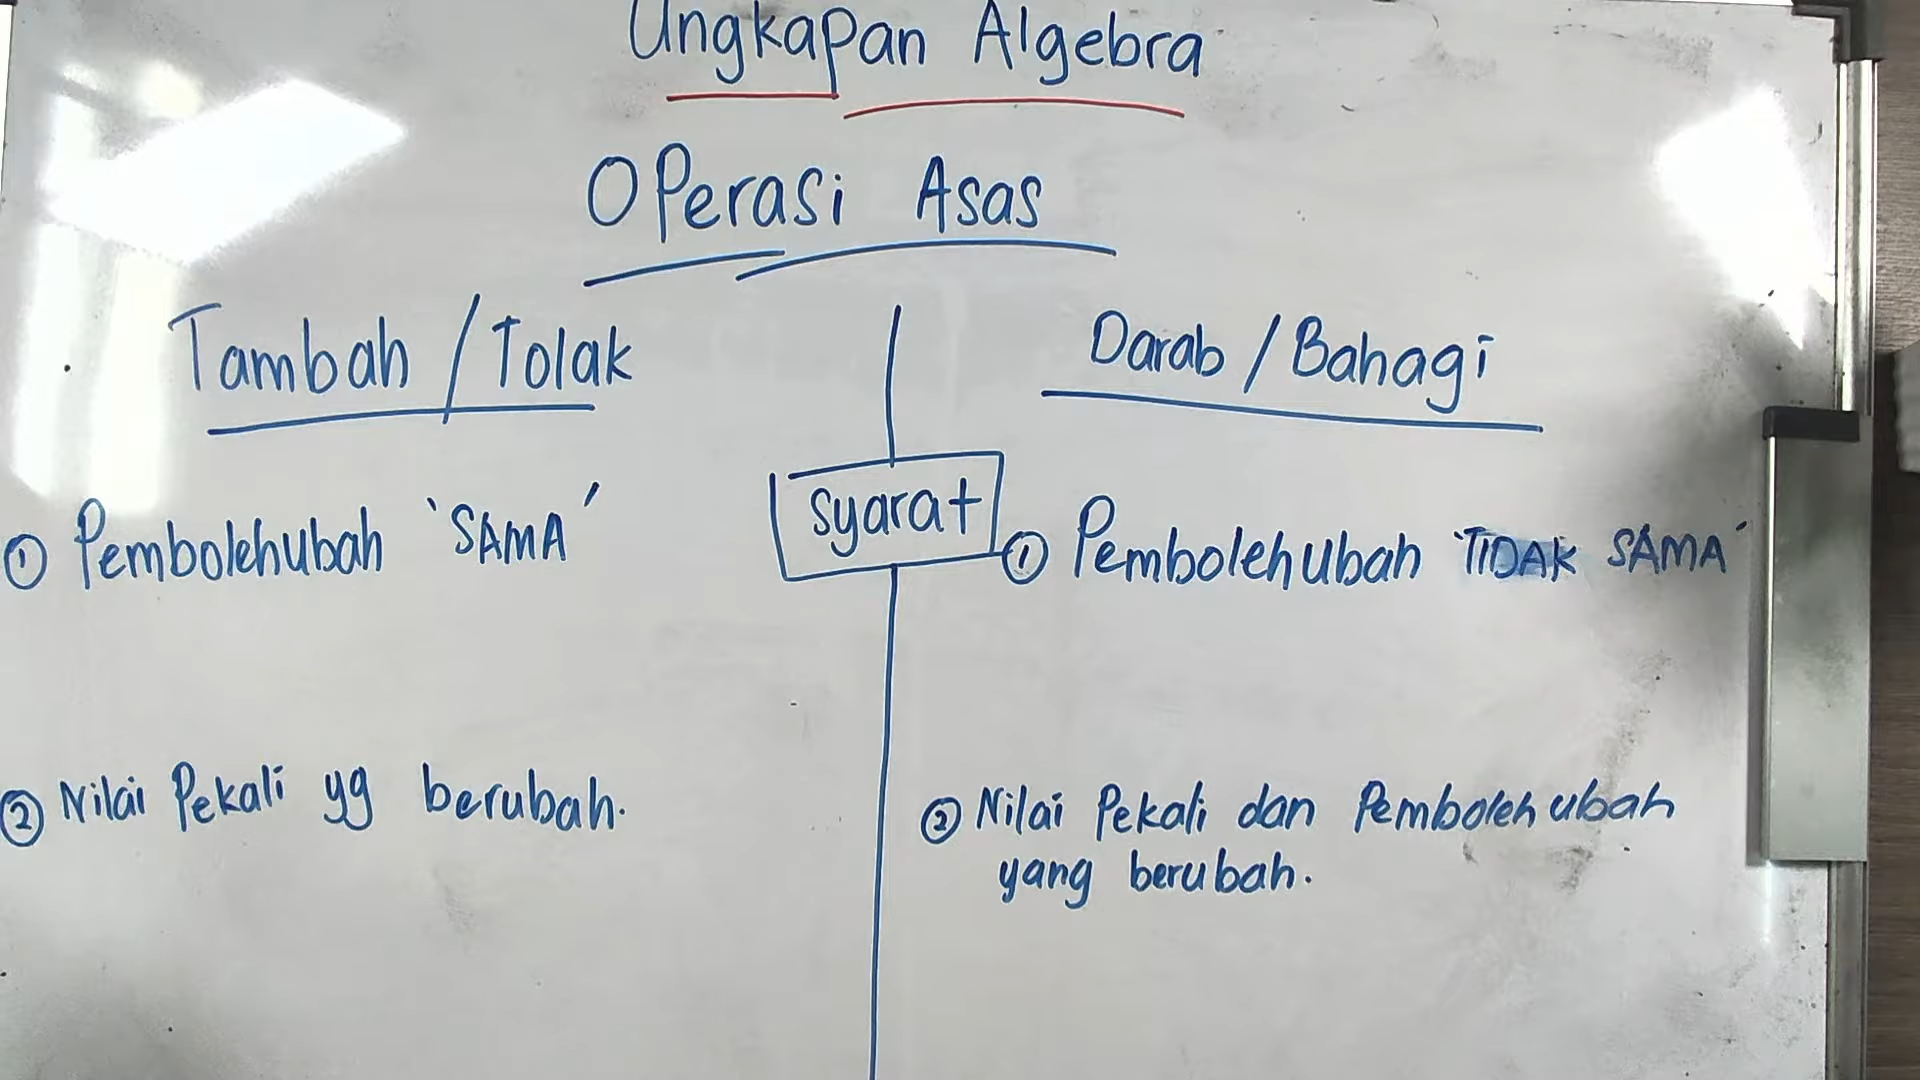 Ungkapan Algebra
Operasi Asas
Tambah / Tolak
① Pembolehubah 'SAMA'
② Nilai Pekali yg berubah.
Syarat
Darab / Bahagi
① Pembolehubah 'TIDAK SAMA'
② Nilai Pekali dan Pembolehubah
yang berubah.